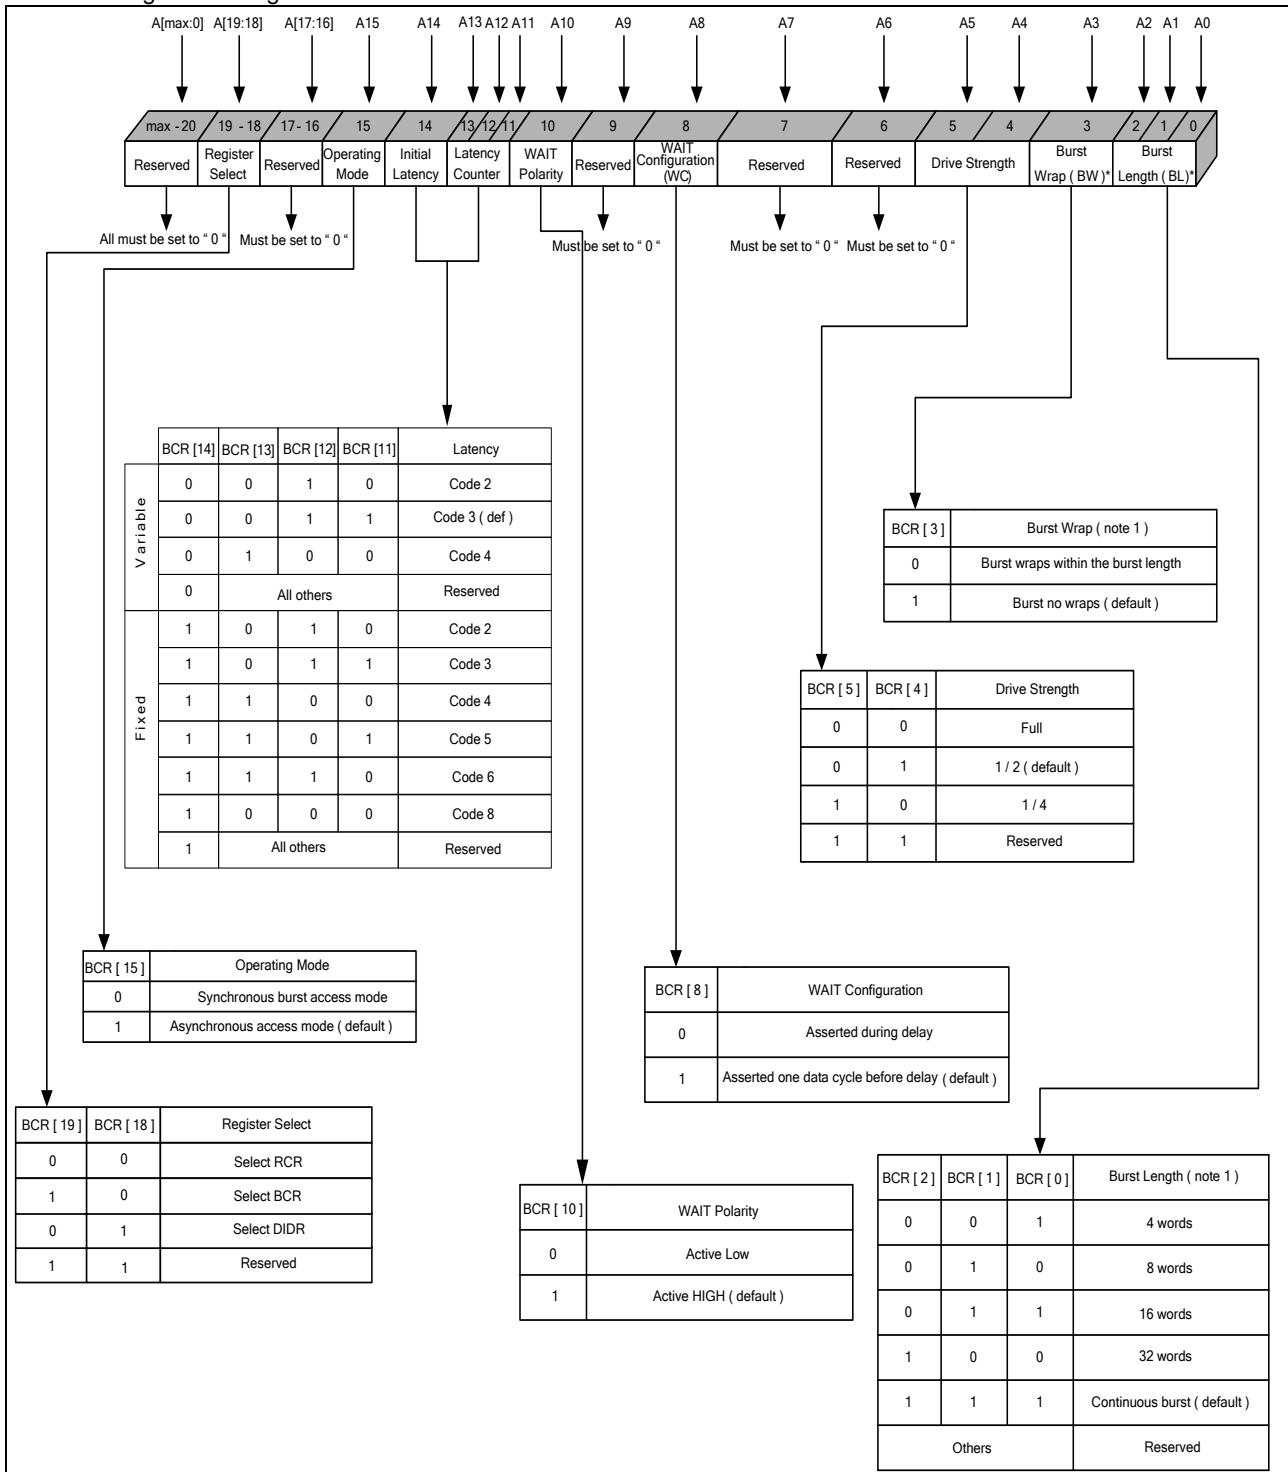 A[max:0] A[19:18] A[17:16] A15 A14 A13 A12 A11 A10 A9 A8 A7 A6 A5 A4 A3 A2 A1 A0
max - 20 19 - 18 17 - 16 15 14 13 12 11 10 9 8 7 6 5 4 3 2 1 0
Reserved
Register
Select
Reserved
Operating
Mode
Initial
Latency
Latency
Counter
WAIT
Polarity
Reserved
WAIT
Configuration
(WC)
Reserved
Reserved
Drive Strength
Burst
Wrap ( BW )*
Burst
Length ( BL )*
All must be set to “ 0 “
Must be set to “ 0 “
Must be set to “ 0 “
Must be set to “ 0 “
Must be set to “ 0 “
BCR [14] BCR [13] BCR [12] BCR [11] Latency
Variable
0 0 1 0 Code 2
0 0 1 1 Code 3 ( def )
0 1 0 0 Code 4
0 All others Reserved
Fixed
1 0 1 0 Code 2
1 0 1 1 Code 3
1 1 0 0 Code 4
1 1 0 1 Code 5
1 1 1 0 Code 6
1 0 0 0 Code 8
1 All others Reserved
BCR [ 3 ] Burst Wrap ( note 1 )
0 Burst wraps within the burst length
1 Burst no wraps ( default )
BCR [ 5 ] BCR [ 4 ] Drive Strength
0 0 Full
0 1 1 / 2 ( default )
1 0 1 / 4
1 1 Reserved
BCR [ 15 ] Operating Mode
0 Synchronous burst access mode
1 Asynchronous access mode ( default )
BCR [ 8 ] WAIT Configuration
0 Asserted during delay
1 Asserted one data cycle before delay ( default )
BCR [ 19 ] BCR [ 18 ] Register Select
0 0 Select RCR
1 0 Select BCR
0 1 Select DIDR
1 1 Reserved
BCR [ 10 ] WAIT Polarity
0 Active Low
1 Active HIGH ( default )
BCR [ 2 ] BCR [ 1 ] BCR [ 0 ] Burst Length ( note 1 )
0 0 1 4 words
0 1 0 8 words
0 1 1 16 words
1 0 0 32 words
1 1 1 Continuous burst ( default )
Others Reserved